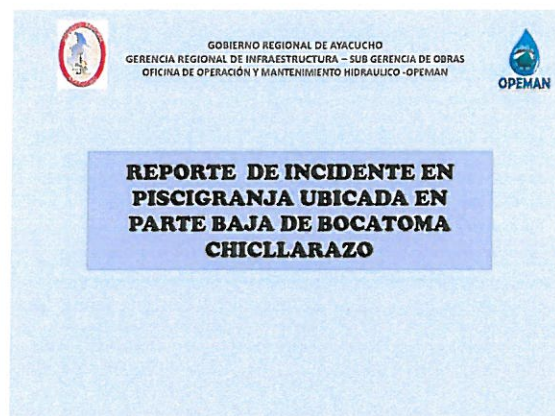 GOBIERNO REGIONAL DE AYACUCHO
GERENCIA REGIONAL DE INFRAESTRUCTURA – SUB GERENCIA DE OBRAS
OFICINA DE OPERACIÓN Y MANTENIMIENTO HIDRAULICO -OPEMAN
OPEMAN
REPORTE DE INCIDENTE EN
PISCIGRANJA UBICADA EN
PARTE BAJA DE BOCATOMA
CHICLLARAZO